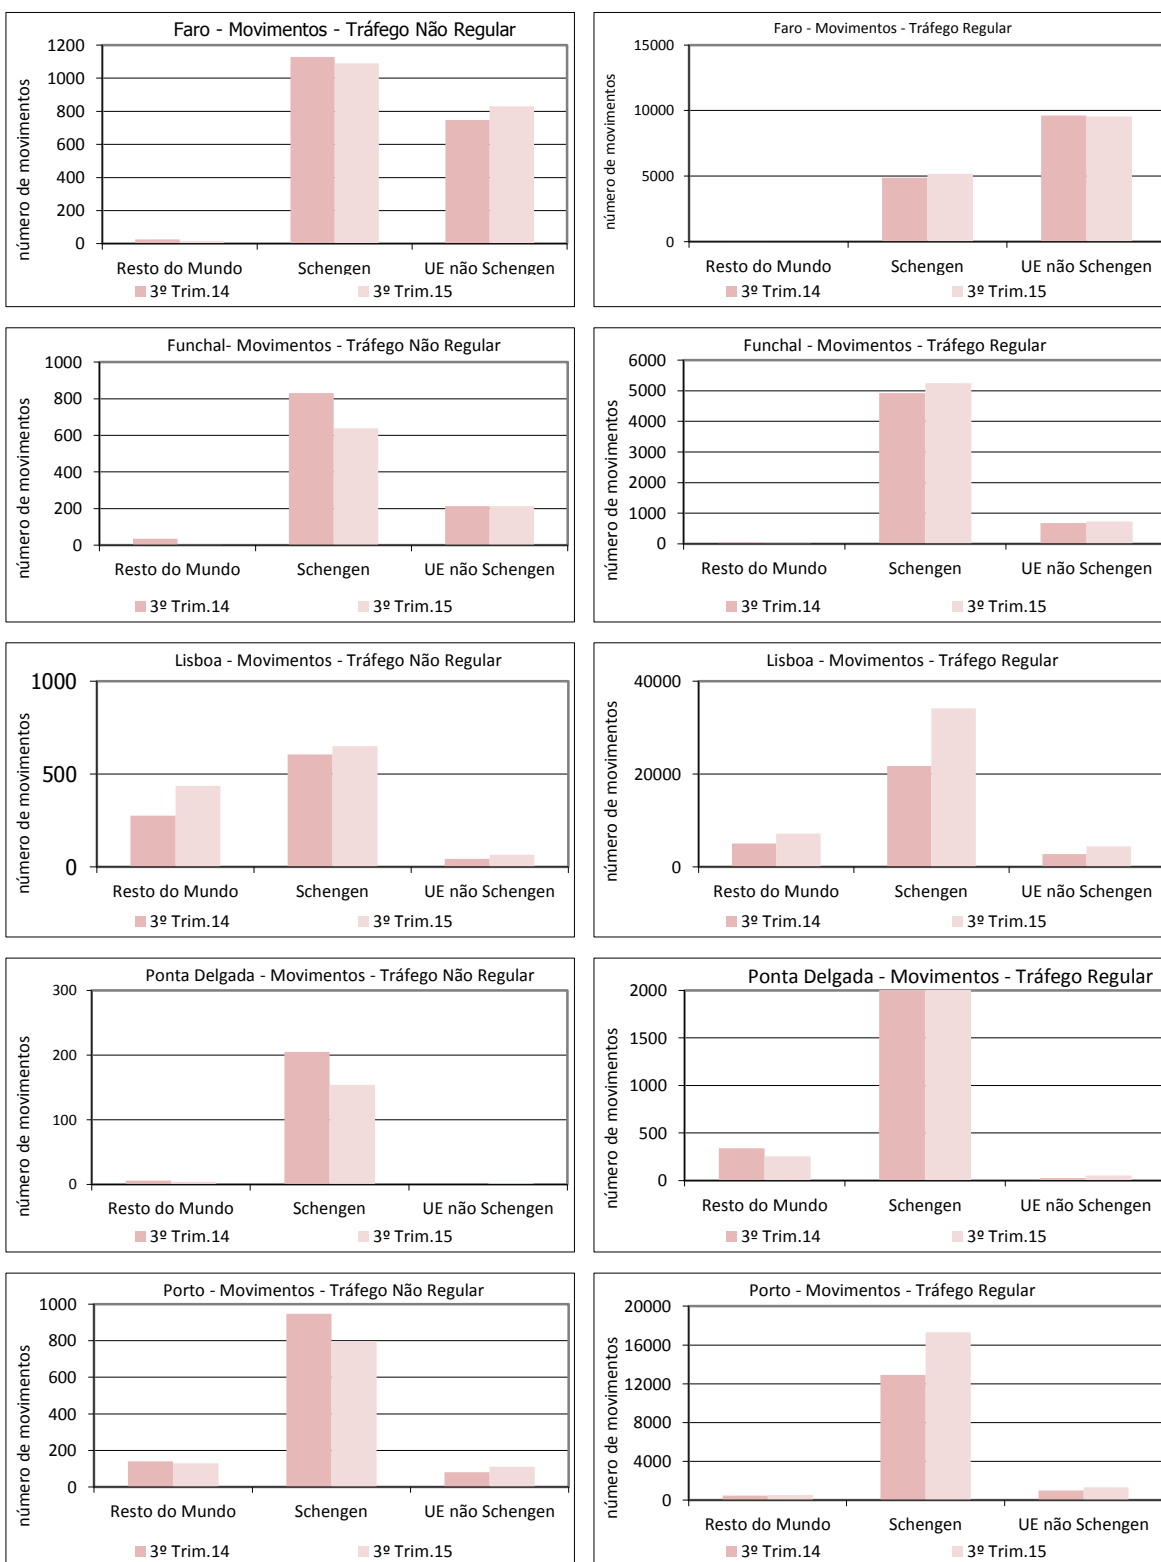 Faro - Movimentos - Tráfego Não Regular
número de movimentos
1200
1000
800
600
400
200
0
Resto do Mundo Schengen UE não Schengen
3º Trim.14 3º Trim.15
Faro - Movimentos - Tráfego Regular
número de movimentos
15000
10000
5000
0
Resto do Mundo Schengen UE não Schengen
3º Trim.14 3º Trim.15
Funchal- Movimentos - Tráfego Não Regular
número de movimentos
1000
800
600
400
200
0
Resto do Mundo Schengen UE não Schengen
3º Trim.14 3º Trim.15
Funchal - Movimentos - Tráfego Regular
número de movimentos
6000
5000
4000
3000
2000
1000
0
Resto do Mundo Schengen UE não Schengen
3º Trim.14 3º Trim.15
Lisboa - Movimentos - Tráfego Não Regular
número de movimentos
1000
500
0
Resto do Mundo Schengen UE não Schengen
3º Trim.14 3º Trim.15
Lisboa - Movimentos - Tráfego Regular
número de movimentos
40000
20000
0
Resto do Mundo Schengen UE não Schengen
3º Trim.14 3º Trim.15
Ponta Delgada - Movimentos - Tráfego Não Regular
número de movimentos
300
200
100
0
Resto do Mundo Schengen UE não Schengen
3º Trim.14 3º Trim.15
Ponta Delgada - Movimentos - Tráfego Regular
número de movimentos
2000
1500
1000
500
0
Resto do Mundo Schengen UE não Schengen
3º Trim.14 3º Trim.15
Porto - Movimentos - Tráfego Não Regular
número de movimentos
1000
800
600
400
200
0
Resto do Mundo Schengen UE não Schengen
3º Trim.14 3º Trim.15
Porto - Movimentos - Tráfego Regular
número de movimentos
20000
16000
12000
8000
4000
0
Resto do Mundo Schengen UE não Schengen
3º Trim.14 3º Trim.15